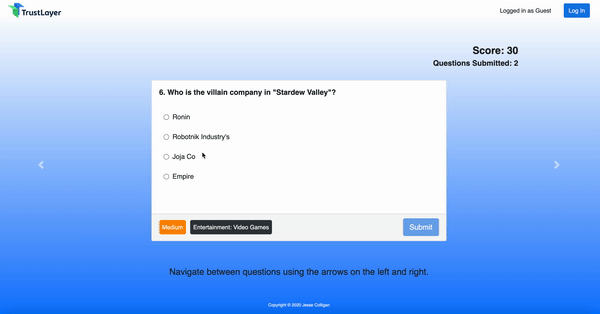 TrustLayer
Logged in as Guest
Log In
Score: 30
Questions Submitted: 2
6. Who is the villain company in "Stardew Valley"?
Ronin
Robotnik Industry's
Joja Co
Empire
Medium
Entertainment: Video Games
Submit
Navigate between questions using the arrows on the left and right.
Copyright © 2020 Jesse Colligan